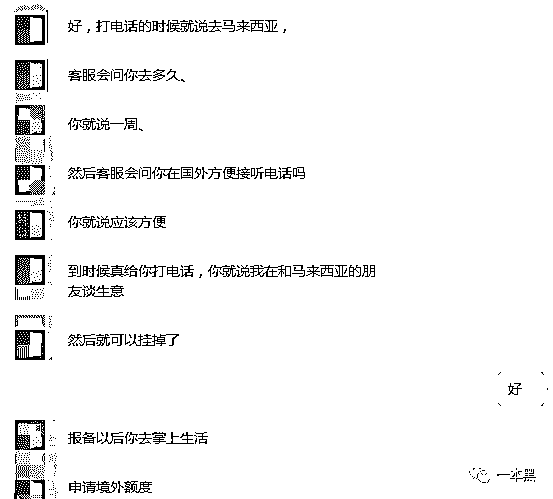 好，打电话的时候就说去马来西亚，
客服会问你去多久、
你就说一周、
然后客服会问你在国外方便接听电话吗
你就说应该方便
到时候真给你打电话，你就说我在和马来西亚的朋
友谈生意
然后就可以挂掉了
好
报备以后你去掌上生活
申请境外额度
一本黑